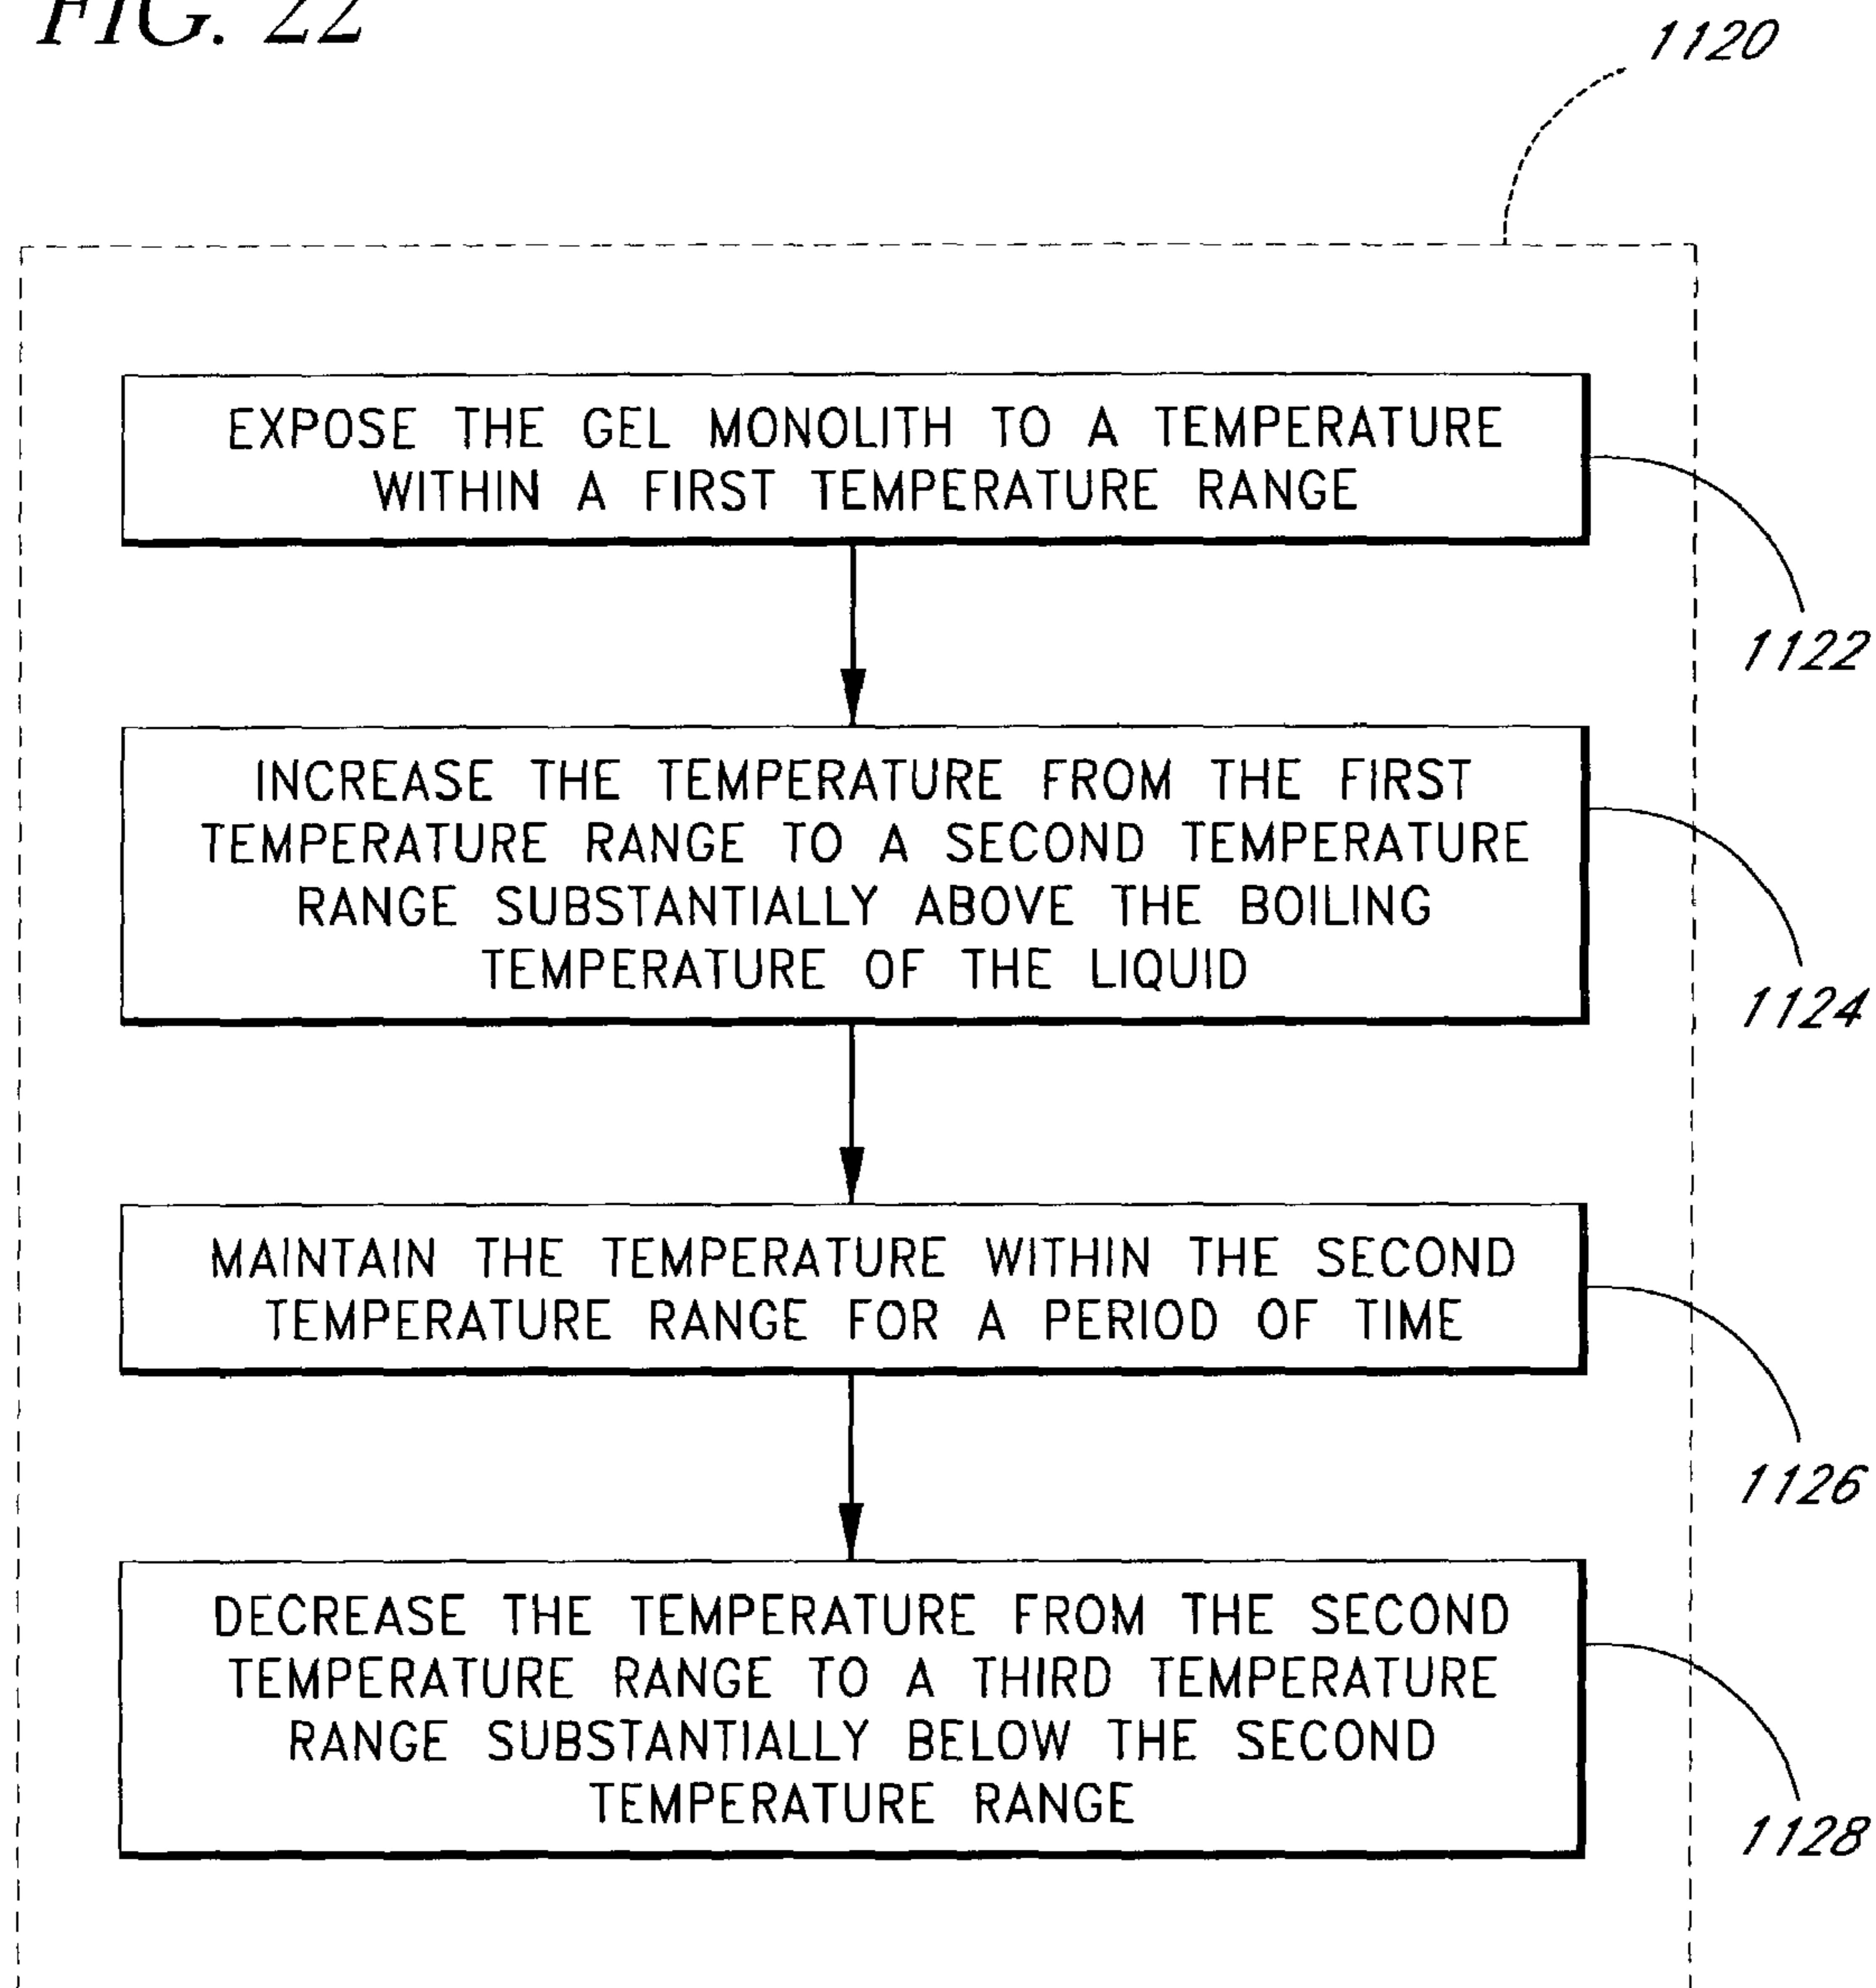 FIG. 22
1120
EXPOSE THE GEL MONOLITH TO A TEMPERATURE
WITHIN A FIRST TEMPERATURE RANGE
1122
INCREASE THE TEMPERATURE FROM THE FIRST
TEMPERATURE RANGE TO A SECOND TEMPERATURE
RANGE SUBSTANTIALLY ABOVE THE BOILING
TEMPERATURE OF THE LIQUID
1124
MAINTAIN THE TEMPERATURE WITHIN THE SECOND
TEMPERATURE RANGE FOR A PERIOD OF TIME
1126
DECREASE THE TEMPERATURE FROM THE SECOND
TEMPERATURE RANGE TO A THIRD TEMPERATURE
RANGE SUBSTANTIALLY BELOW THE SECOND
TEMPERATURE RANGE
1128